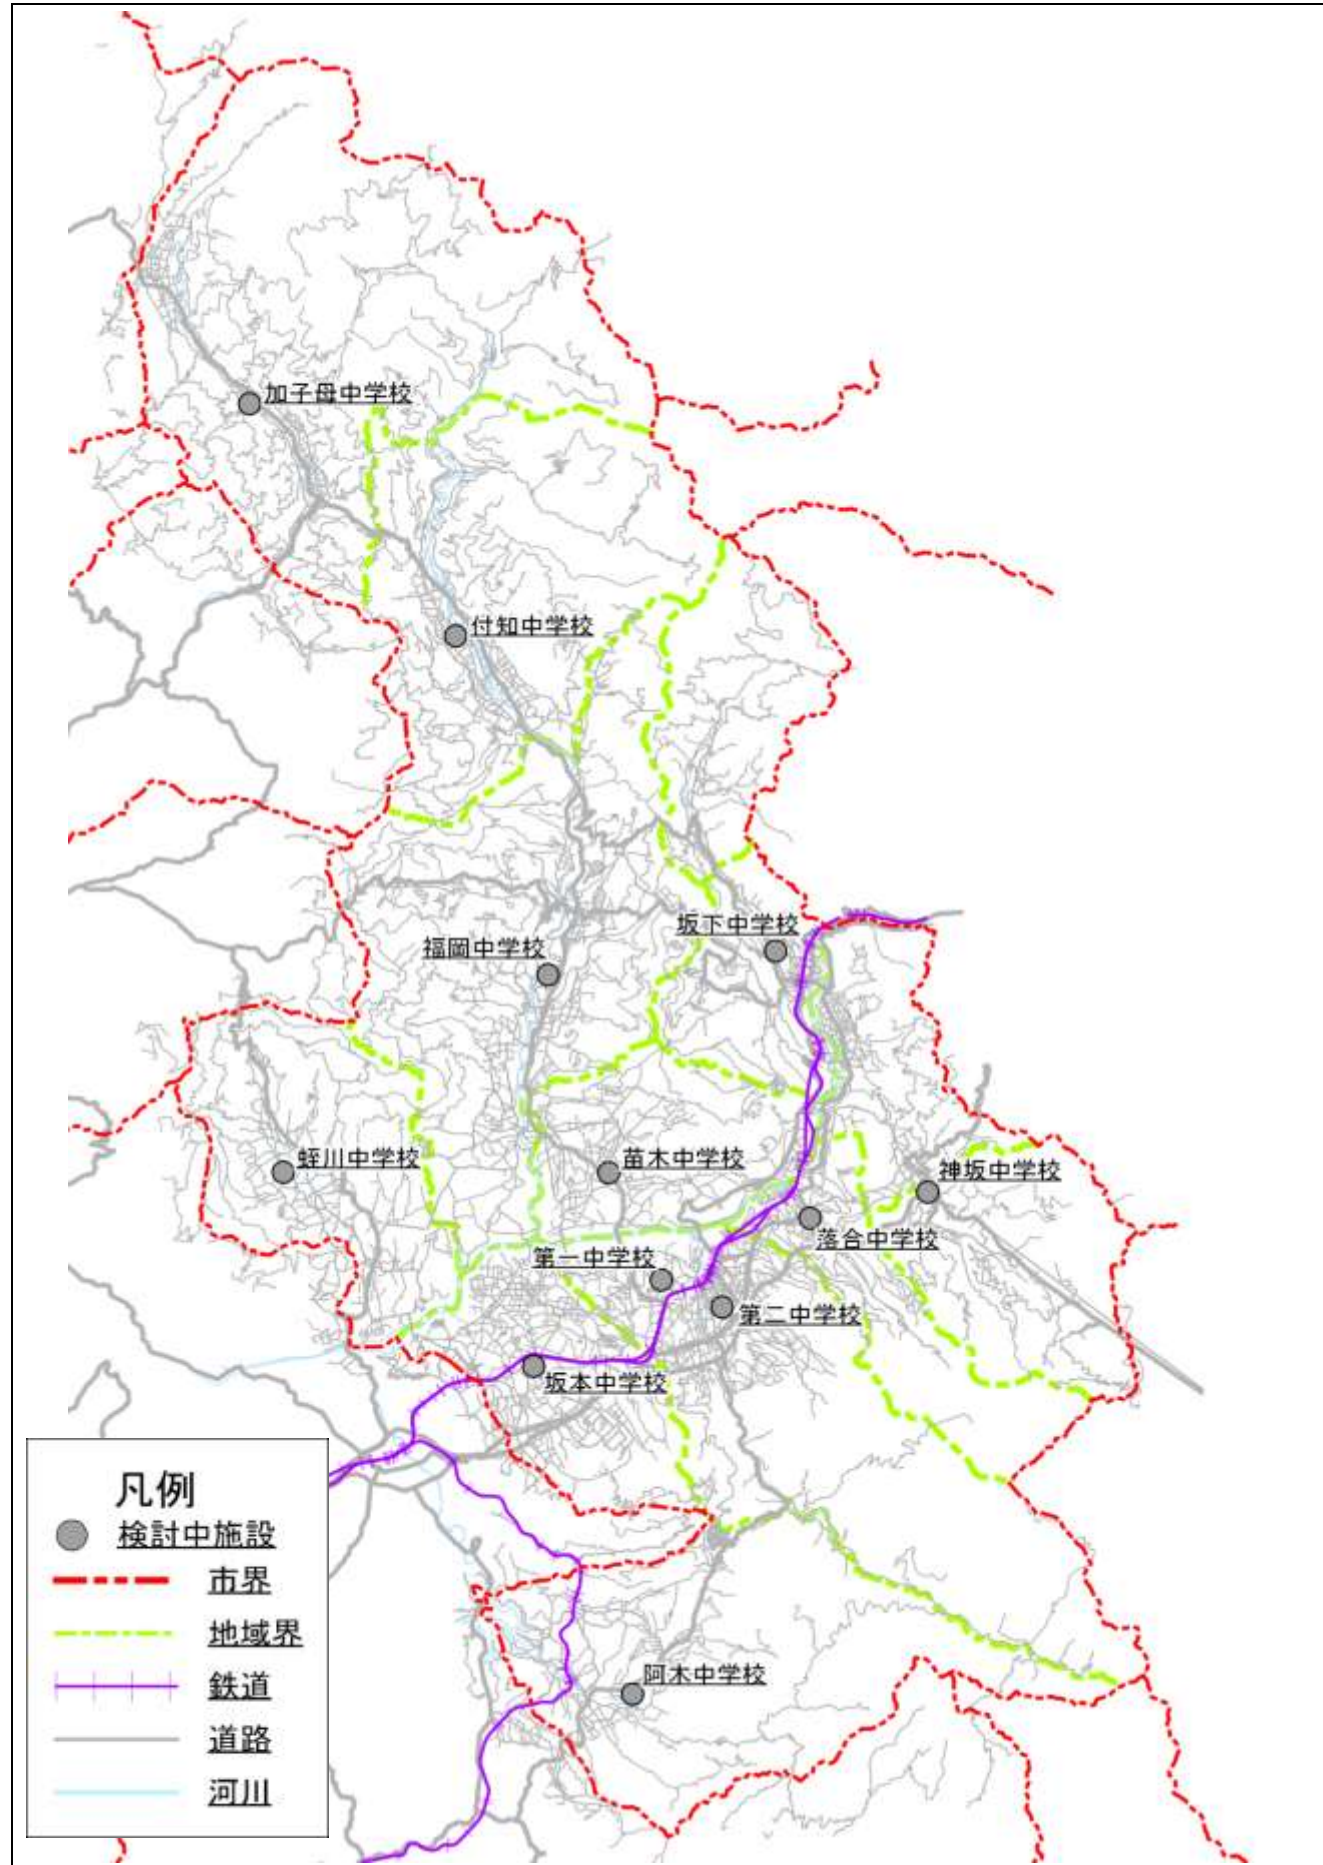 加子母中学校
付知中学校
坂下中学校
福岡中学校
蛭川中学校
苗木中学校
神坂中学校
落合中学校
第一中学校
第二中学校
坂本中学校
阿木中学校
凡例
検討中施設
市界
地域界
鉄道
道路
河川